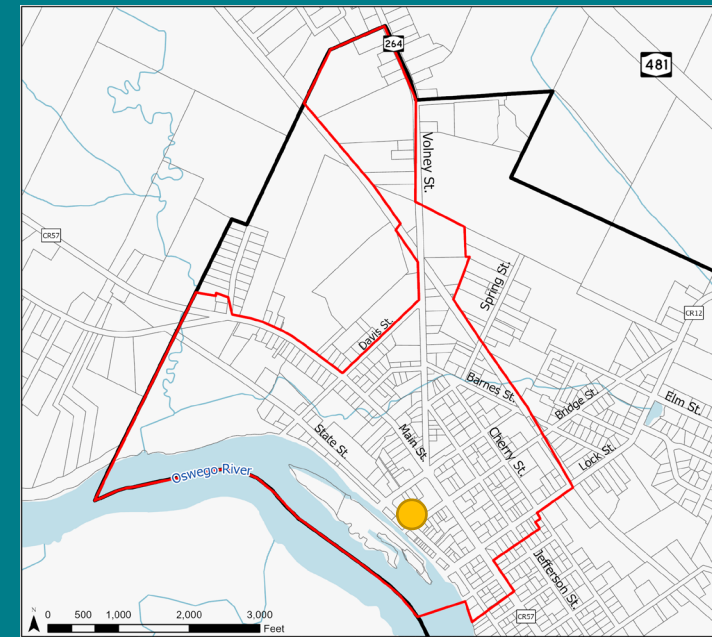 264
481
Volney St.
CR57
Spring St.
CR12
Davis St.
Barnes St.
Bridge St.
Elm St.
State St.
Main St.
Cherry St.
Lock St.
Oswego River
Jefferson St.
CR57
N
0 500 1,000 2,000 3,000
Feet